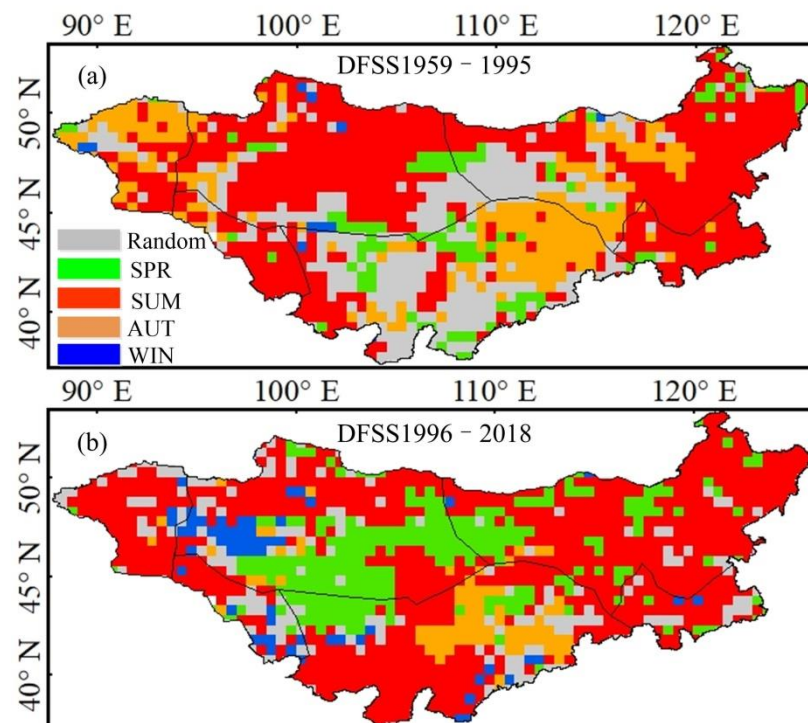 90° E 100° E 110° E 120° E
(a) DFSS1959－1995
50° N
45° N
40° N
Random
SPR
SUM
AUT
WIN
90° E 100° E 110° E 120° E
(b) DFSS1996－2018
50° N
45° N
40° N